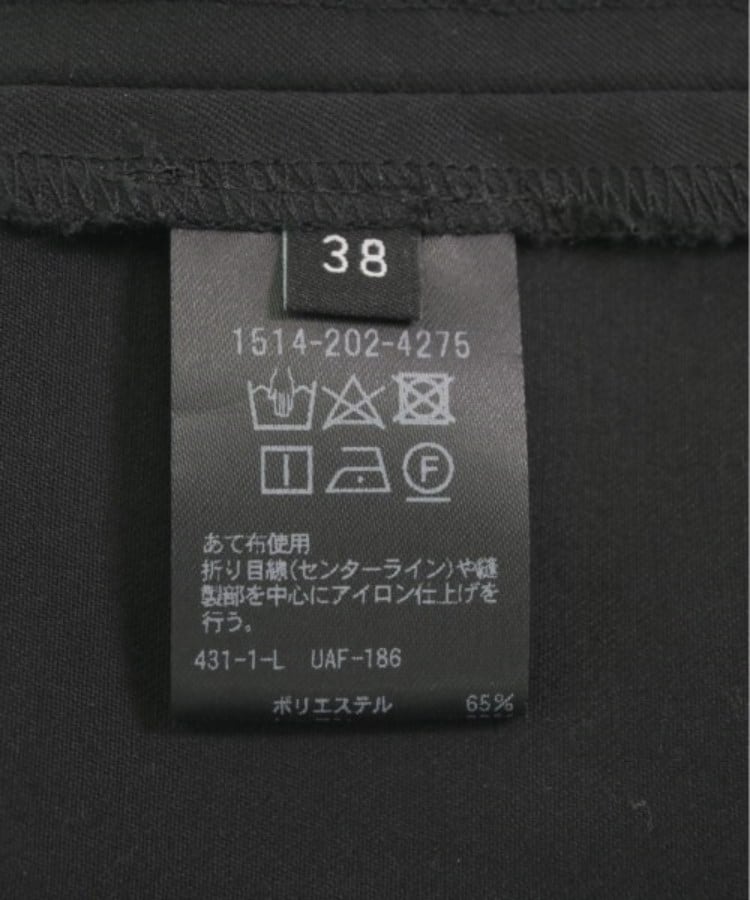 38
1514-202-4275
F
あて布使用
折り目線(センターライン)や縫
製部を中心にアイロン仕上げを
行う。
431-1-L UAF-186
ポリエステル 65%